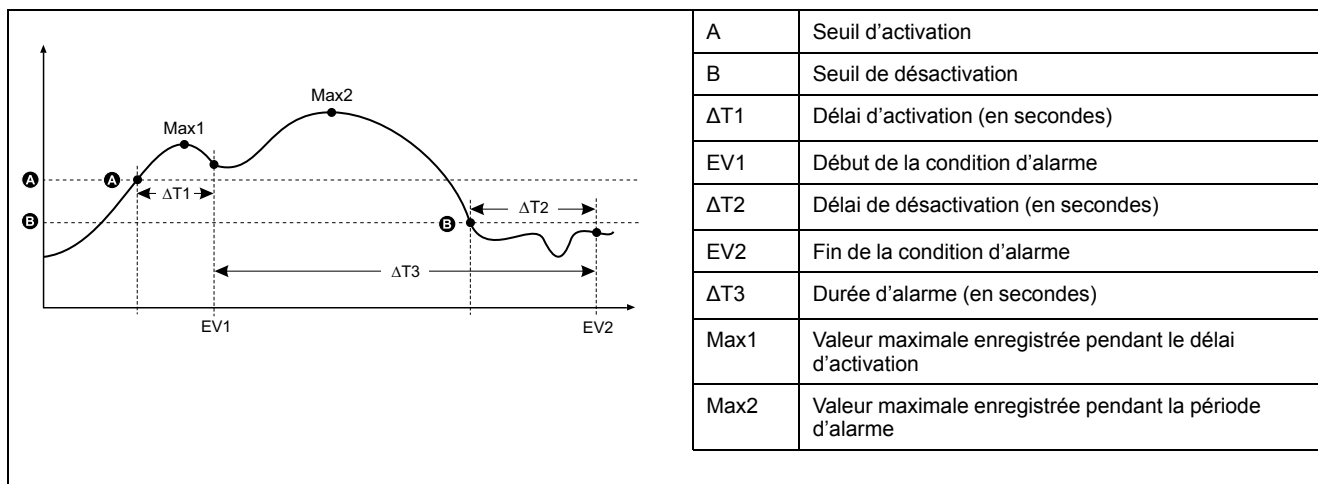 Max2
Max1
A
A
ΔT1
B
B
ΔT2
ΔT3
EV1
EV2
A Seuil d’activation
B Seuil de désactivation
ΔT1 Délai d’activation (en secondes)
EV1 Début de la condition d’alarme
ΔT2 Délai de désactivation (en secondes)
EV2 Fin de la condition d’alarme
ΔT3 Durée d’alarme (en secondes)
Max1 Valeur maximale enregistrée pendant le délai
d’activation
Max2 Valeur maximale enregistrée pendant la période
d’alarme